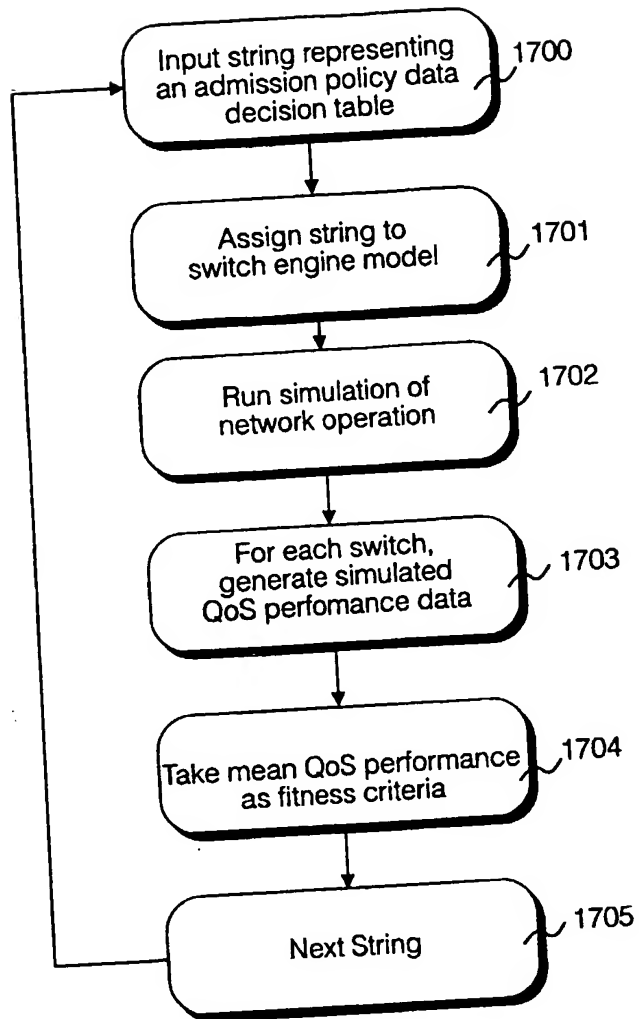 Input string representing
an admission policy data
decision table
1700
Assign string to
switch engine model
1701
Run simulation of
network operation
1702
For each switch,
generate simulated
QoS perfomance data
1703
Take mean QoS performance
as fitness criteria
1704
Next String
1705